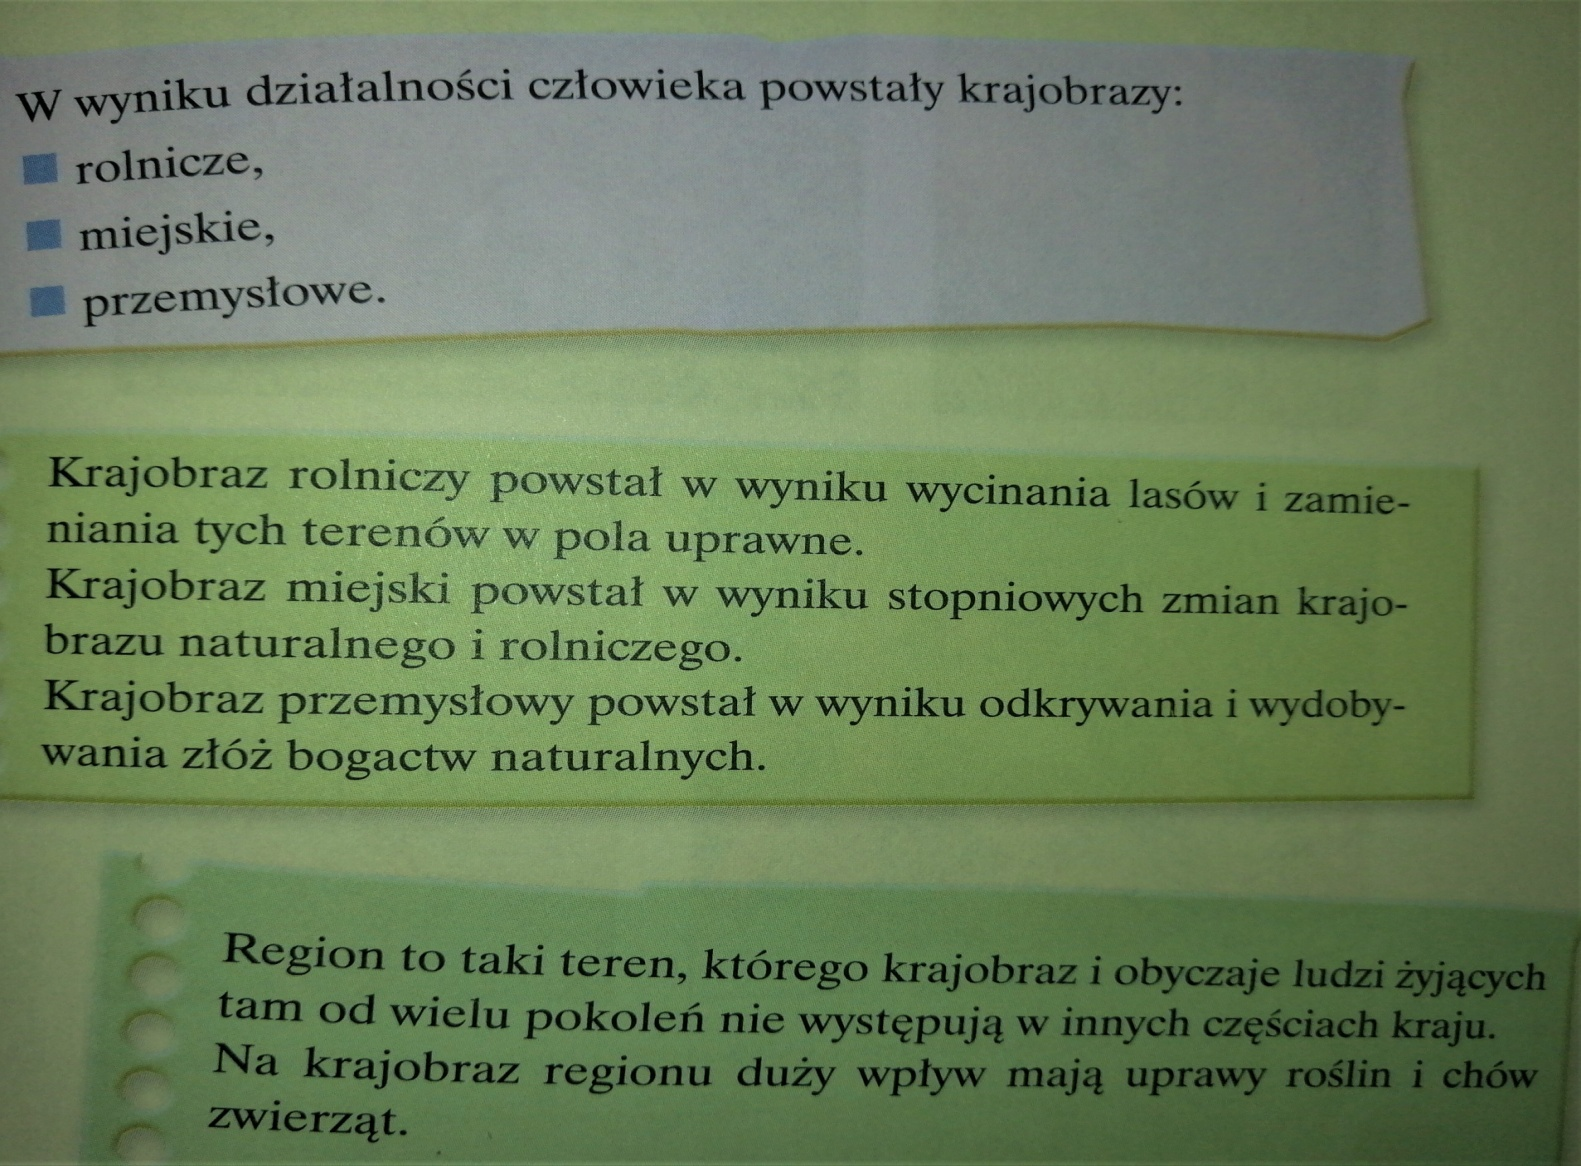 W wyniku działalności człowieka powstały krajobrazy:
rolnicze,
miejskie,
przemysłowe.
Krajobraz rolniczy powstał w wyniku wycinania lasów i zamie-
niania tych terenów w pola uprawne.
Krajobraz miejski powstał w wyniku stopniowych zmian krajo-
brazu naturalnego i rolniczego.
Krajobraz przemysłowy powstał w wyniku odkrywania i wydoby-
wania złóż bogactw naturalnych.
Region to taki teren, którego krajobraz i obyczaje ludzi żyjących
tam od wielu pokoleń nie występują w innych częściach kraju.
Na krajobraz regionu duży wpływ mają uprawy roślin i chów
zwierząt.